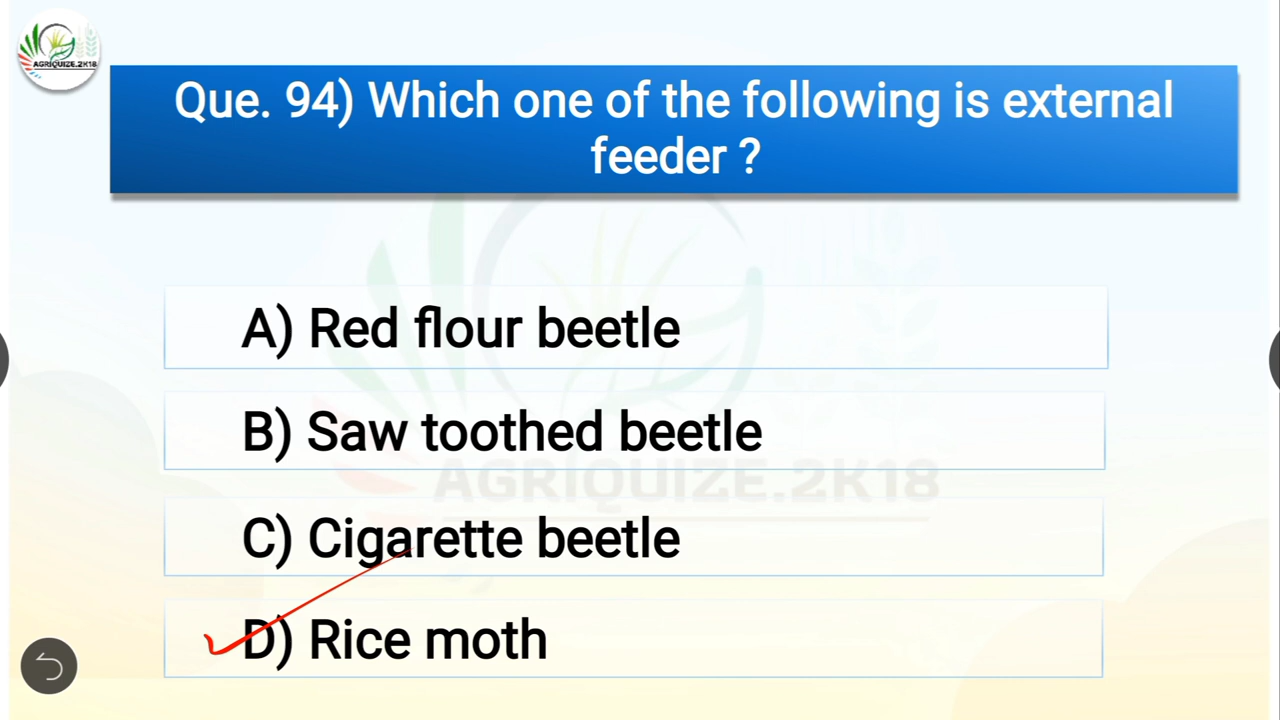 AGRIQUIZE.2K18
Que. 94) Which one of the following is external
feeder ?
A) Red flour beetle
B) Saw toothed beetle
AGRIQUIZE.2K18
C) Cigarette beetle
D) Rice moth